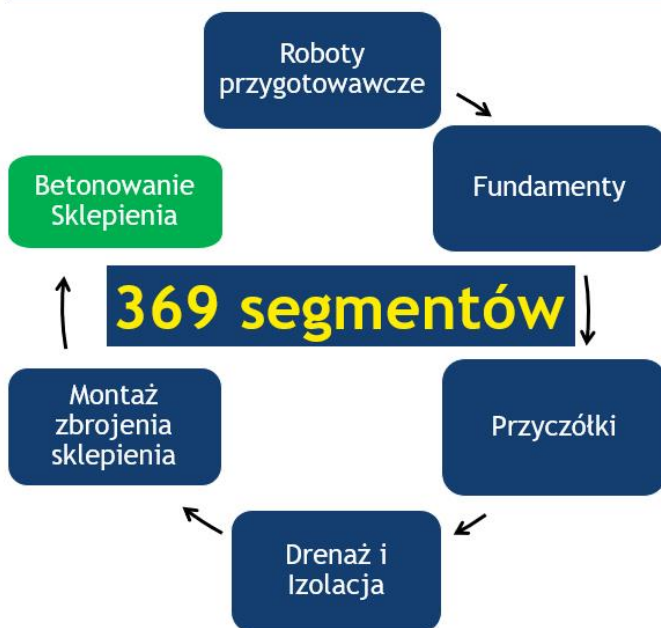 Roboty
przygotowawcze
Fundamenty
Przyczółki
Drenaż i
Izolacja
Montaż
zbrojenia
sklepienia
Betonowanie
Sklepienia
369 segmentów